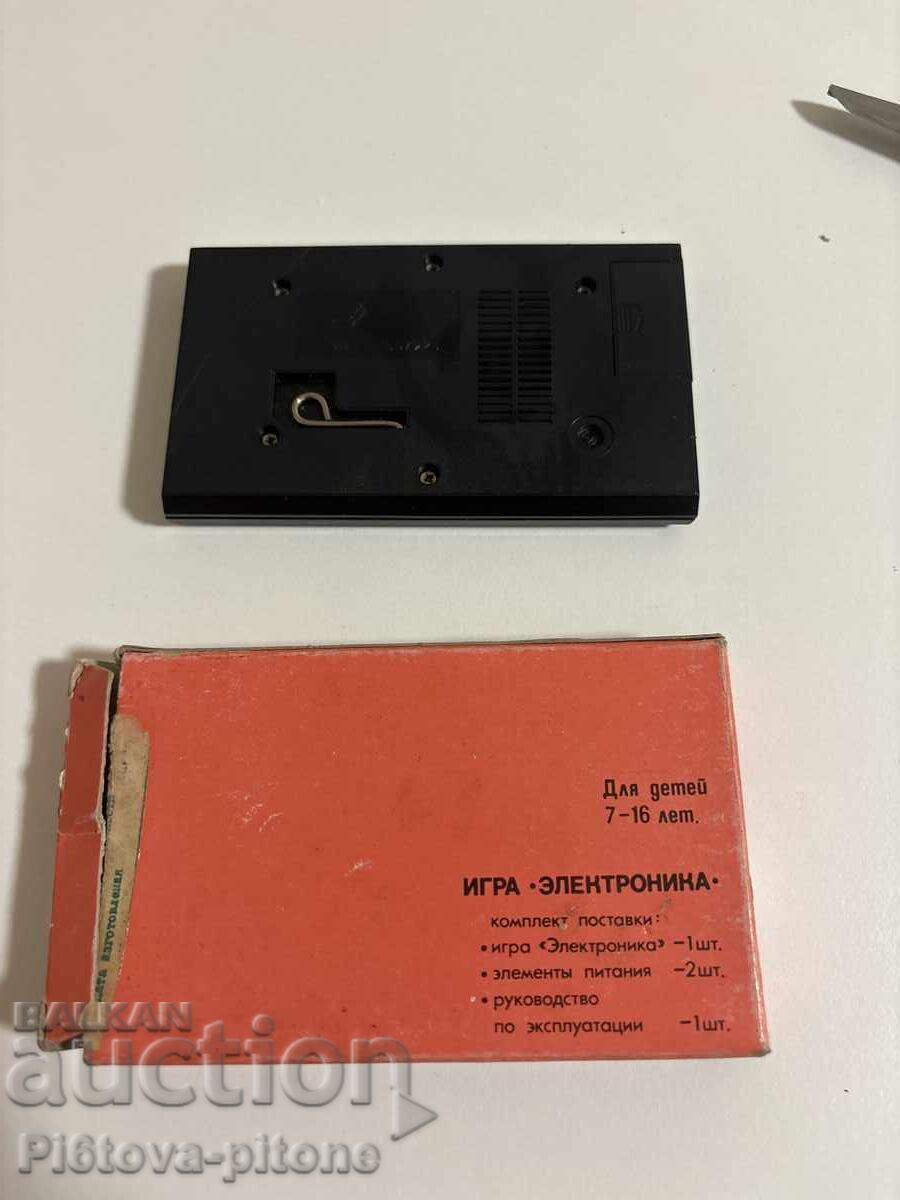 Для детей
7-16 лет.
ИГРА •ЭЛЕКТРОНИКА•
комплект поставки:
• игра «Электроника» -1шт.
• элементы питания -2шт.
• руководство
по эксплуатации -1шт.
BALKAN
auction
Pi6tova-pitone